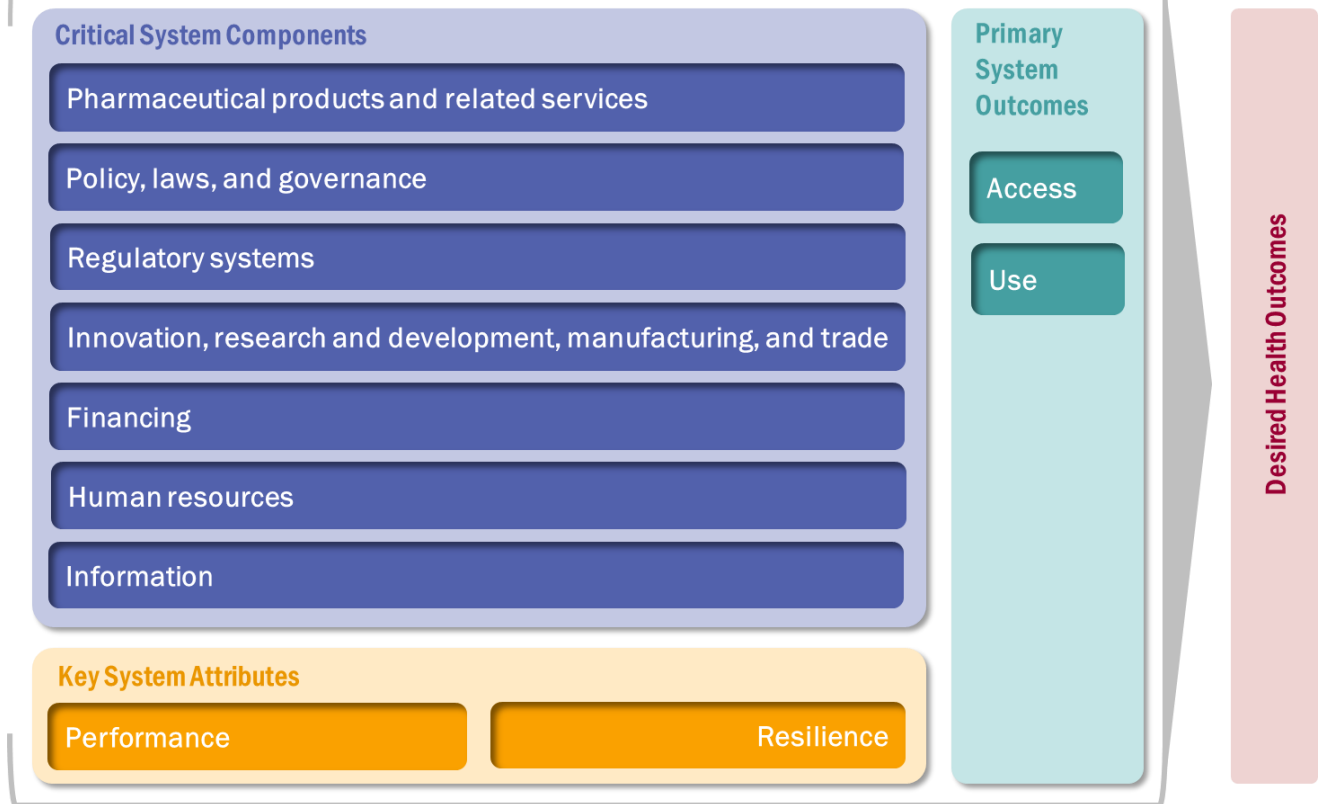 Critical System Components
Pharmaceutical products and related services
Policy, laws, and governance
Regulatory systems
Innovation, research and development, manufacturing, and trade
Financing
Human resources
Information
Key System Attributes
Performance
Resilience
Primary
System
Outcomes
Access
Use
Desired Health Outcomes